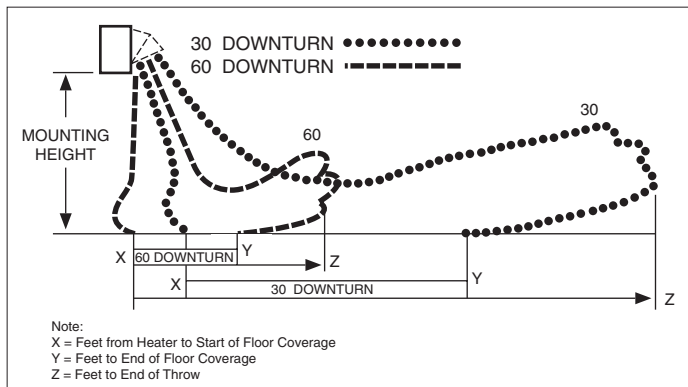 30 DOWNTURN
60 DOWNTURN
MOUNTING
HEIGHT
60
30
X
Y
60 DOWNTURN
Z
X
Y
30 DOWNTURN
Z
Note:
X = Feet from Heater to Start of Floor Coverage
Y = Feet to End of Floor Coverage
Z = Feet to End of Throw